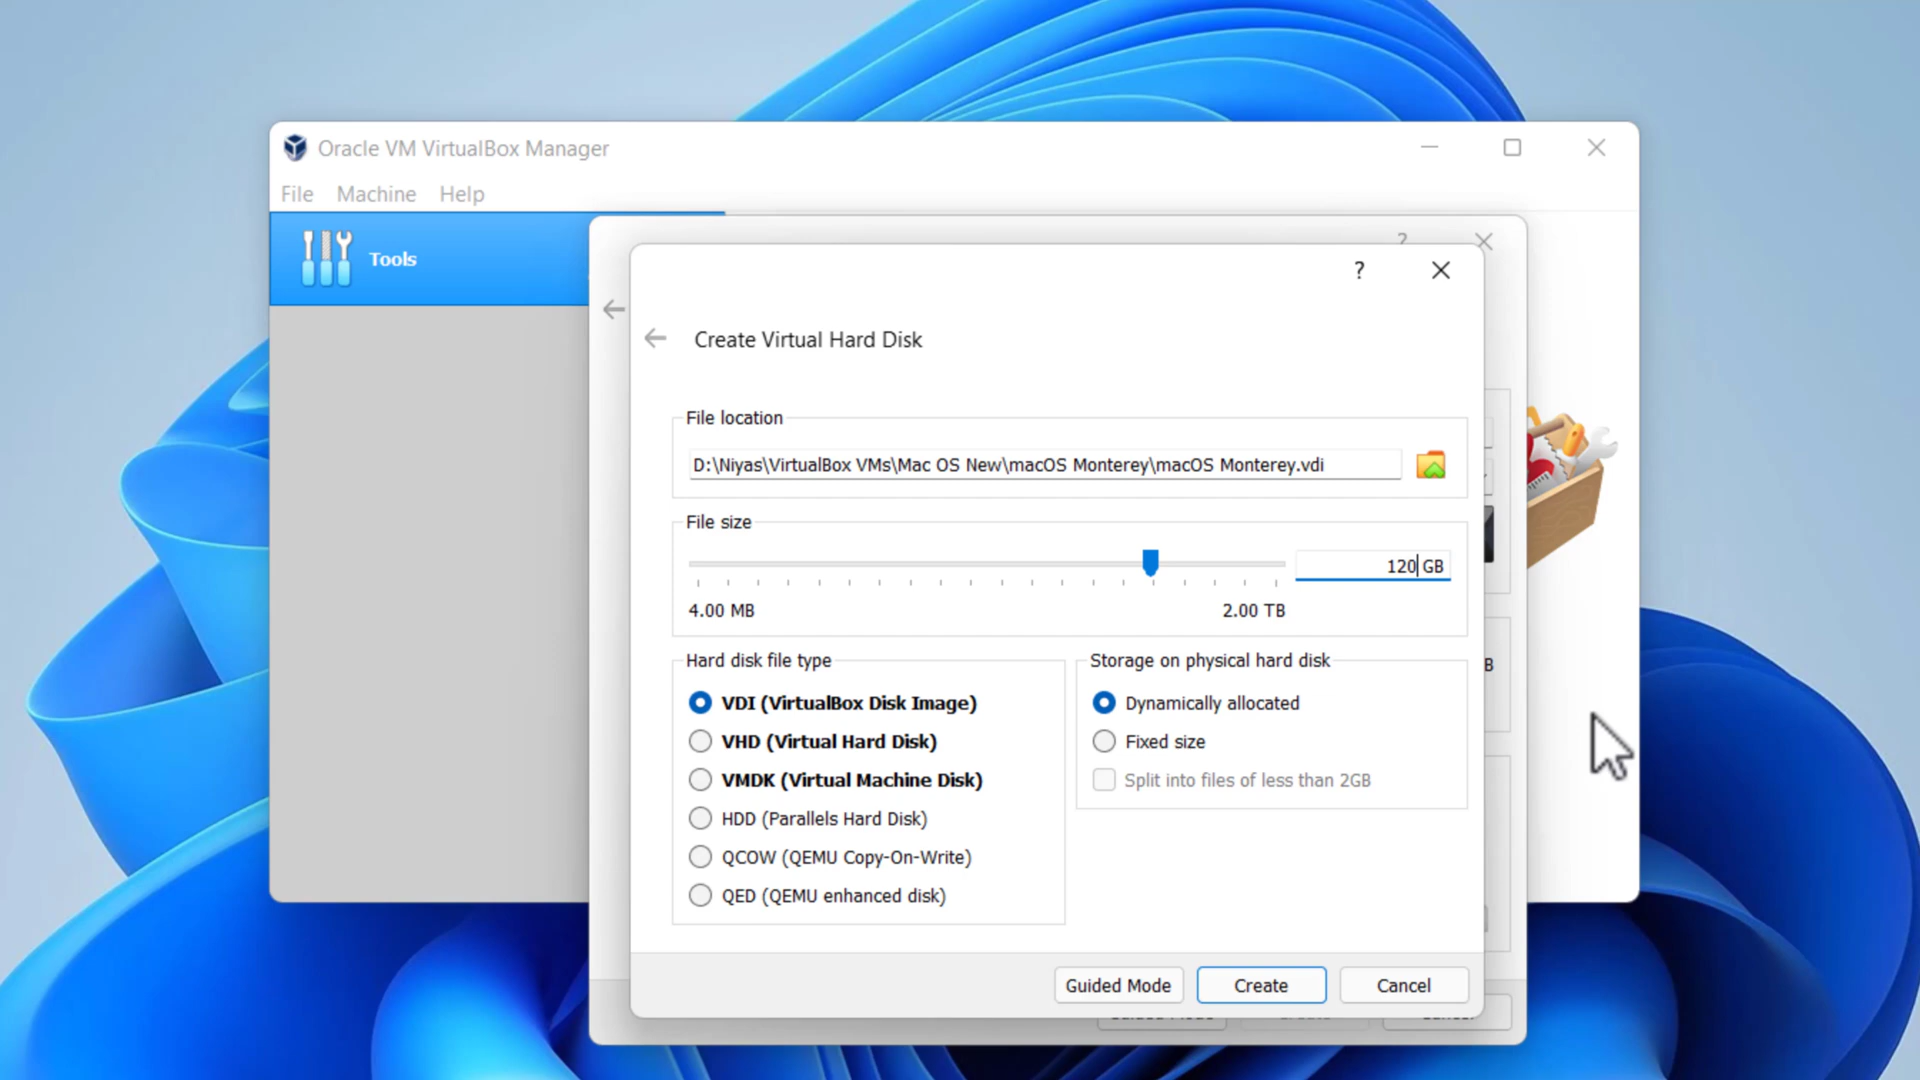 Oracle VM VirtualBox Manager
File Machine Help
Tools
?
?
Create Virtual Hard Disk
File location
D:\Niyas\VirtualBox VMs\Mac OS New\macOS Monterey\macOS Monterey.vdi
File size
120 GB
4.00 MB 2.00 TB
Hard disk file type
Storage on physical hard disk
B
VDI (VirtualBox Disk Image)
Dynamically allocated
VHD (Virtual Hard Disk)
Fixed size
VMDK (Virtual Machine Disk)
Split into files of less than 2GB
HDD (Parallels Hard Disk)
QCOW (QEMU Copy-On-Write)
QED (QEMU enhanced disk)
Guided Mode Create Cancel